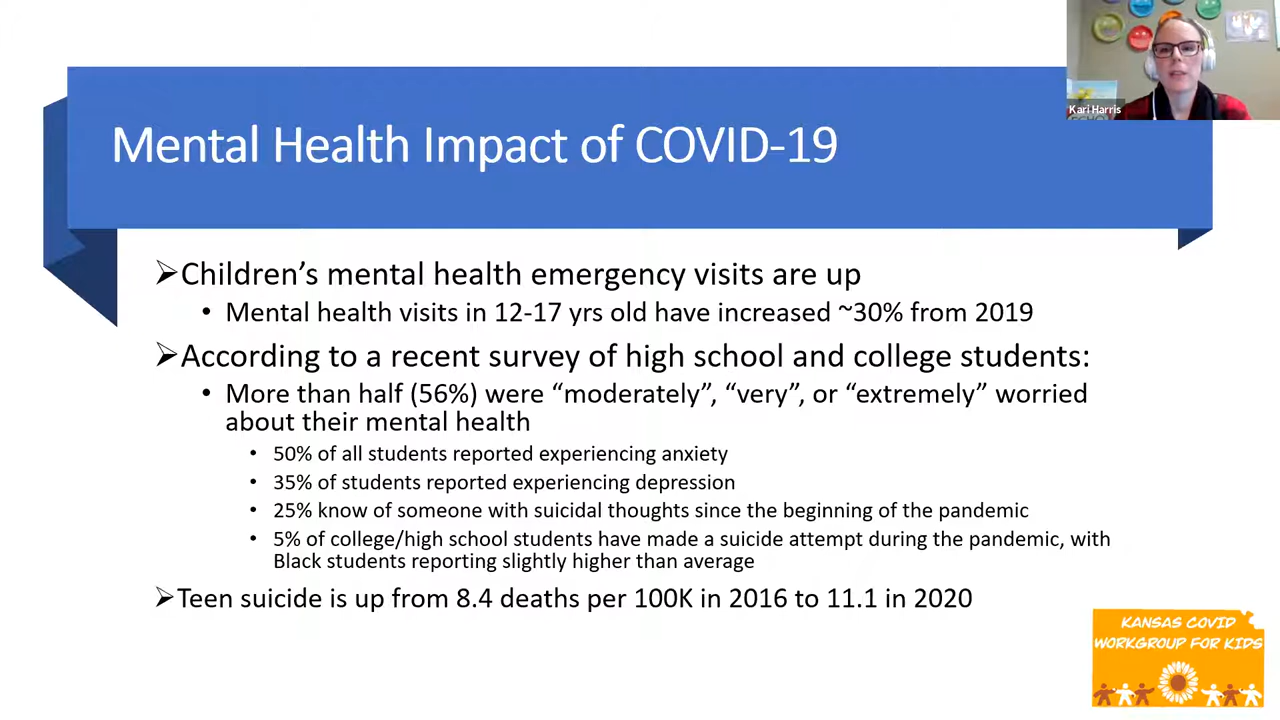 Kari Harris
Mental Health Impact of COVID-19
➢Children's mental health emergency visits are up
• Mental health visits in 12-17 yrs old have increased ~30% from 2019
➢According to a recent survey of high school and college students:
• More than half (56%) were "moderately", "very", or "extremely" worried
about their mental health
• 50% of all students reported experiencing anxiety
• 35% of students reported experiencing depression
• 25% know of someone with suicidal thoughts since the beginning of the pandemic
• 5% of college/high school students have made a suicide attempt during the pandemic, with
Black students reporting slightly higher than average
➢Teen suicide is up from 8.4 deaths per 100K in 2016 to 11.1 in 2020
KANSAS COVID
WORKGROUP FOR KIDS